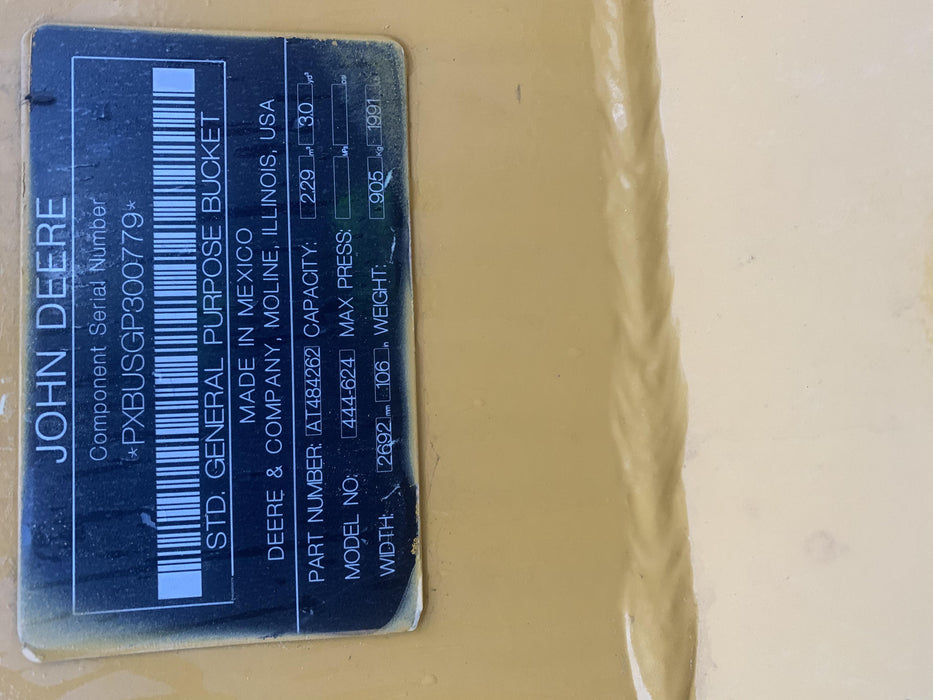 JOHN DEERE
Component Serial Number
*PXBUSGP300779*
STD. GENERAL PURPOSE BUCKET
MADE IN MEXICO
DEERE & COMPANY, MOLINE, ILLINOIS, USA
PART NUMBER: AT484262 CAPACITY: 2.29 m³ 3.0 yd³
MODEL NO: 444-624 MAX PRESS:
WIDTH: 2692 mm 106 in WEIGHT: 905 kg 1991